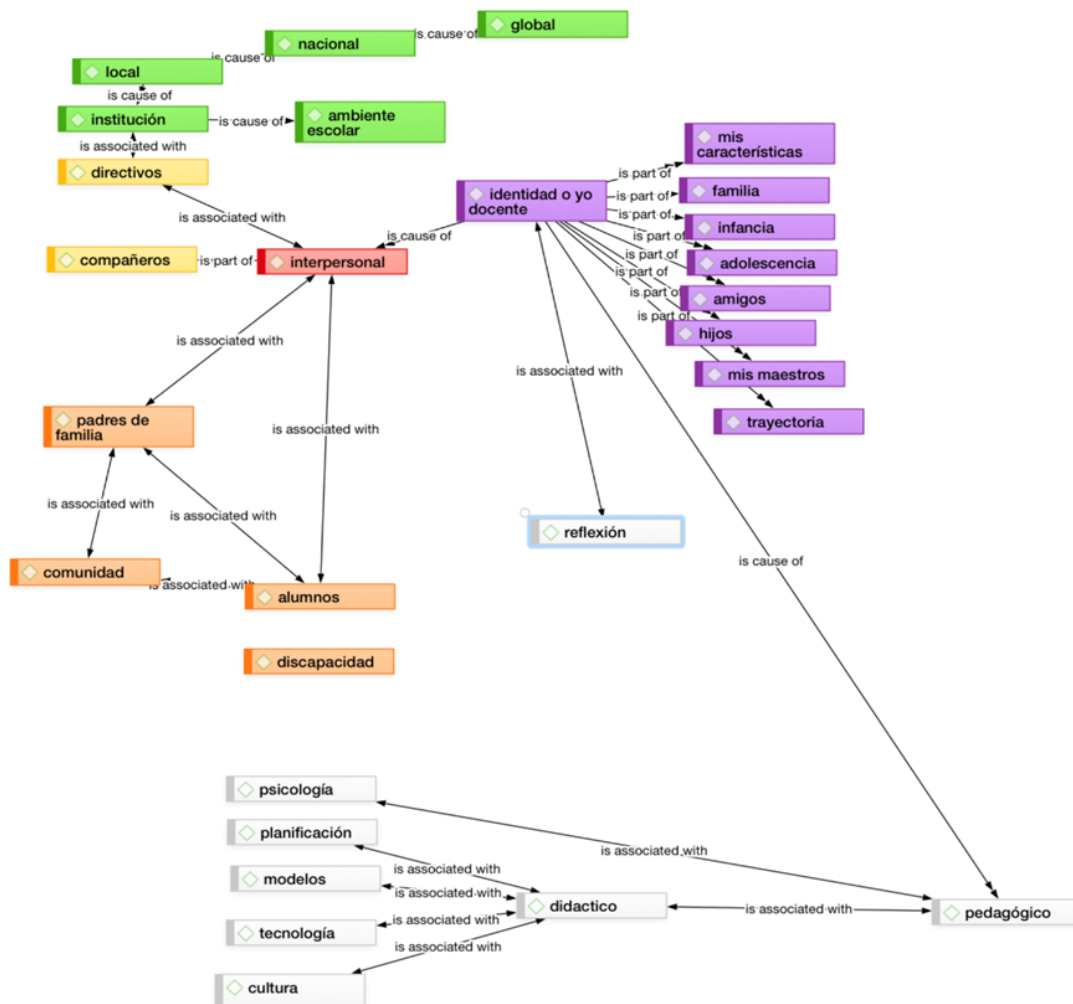 global
is cause of
nacional
is cause of
local
is cause of
institución
is cause of
ambiente
escolar
is associated with
directivos
is associated with
mis
características
is part of
identidad o yo
docente
is part of
familia
is part of
infancia
is cause of
is part of
adolescencia
compañeros
is part of
interpersonal
is part of
is part of
amigos
is part of
hijos
is associated with
is associated with
mis maestros
trayectoria
padres de
familia
is associated with
is associated with
is associated with
reflexión
comunidad
is associated with
alumnos
is cause of
discapacidad
psicología
planificación
is associated with
is associated with
modelos
is associated with
didactico
is associated with
pedagógico
tecnología
is associated with
is associated with
cultura